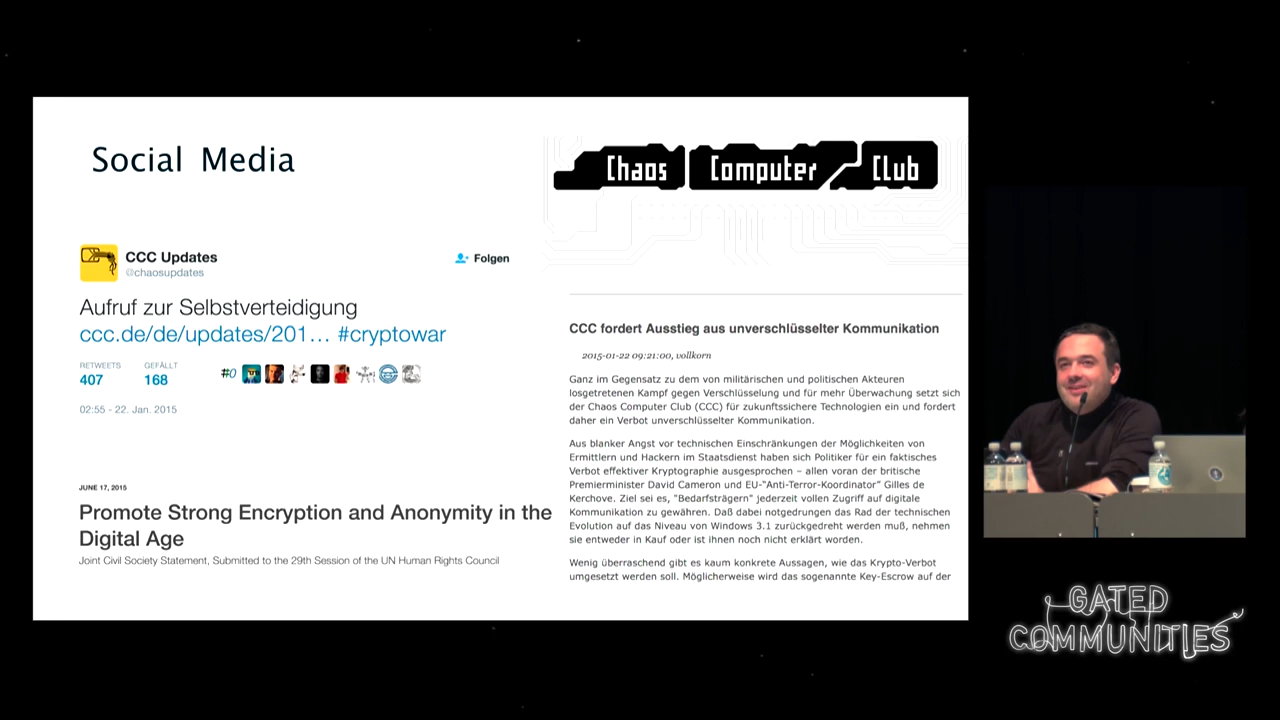 Social Media
Chaos Computer Club
CCC Updates
@chaosupdates
Folgen
Aufruf zur Selbstverteidigung
ccc.de/de/updates/201… #cryptowar
RETWEETS
407
GEFÄLLT
168
#0
02:55 - 22. Jan. 2015
JUNE 17, 2015
Promote Strong Encryption and Anonymity in the
Digital Age
Joint Civil Society Statement, Submitted to the 29th Session of the UN Human Rights Council
CCC fordert Ausstieg aus unverschlüsselter Kommunikation
2015-01-22 09:21:00, vollkorn
Ganz im Gegensatz zu dem von militärischen und politischen Akteuren
losgetretenen Kampf gegen Verschlüsselung und für mehr Überwachung setzt sich
der Chaos Computer Club (CCC) für zukunftssichere Technologien ein und fordert
daher ein Verbot unverschlüsselter Kommunikation.
Aus blanker Angst vor technischen Einschränkungen der Möglichkeiten von
Ermittlern und Hackern im Staatsdienst haben sich Politiker für ein faktisches
Verbot effektiver Kryptographie ausgesprochen – allen voran der britische
Premierminister David Cameron und EU-“Anti-Terror-Koordinator” Gilles de
Kerchove. Ziel sei es, "Bedarfsträgern" jederzeit vollen Zugriff auf digitale
Kommunikation zu gewähren. Daß dabei notgedrungen das Rad der technischen
Evolution auf das Niveau von Windows 3.1 zurückgedreht werden muß, nehmen
sie entweder in Kauf oder ist ihnen noch nicht erklärt worden.
Wenig überraschend gibt es kaum konkrete Aussagen, wie das Krypto-Verbot
umgesetzt werden soll. Möglicherweise wird das sogenannte Key-Escrow auf der
GATED
COMMUNITIES